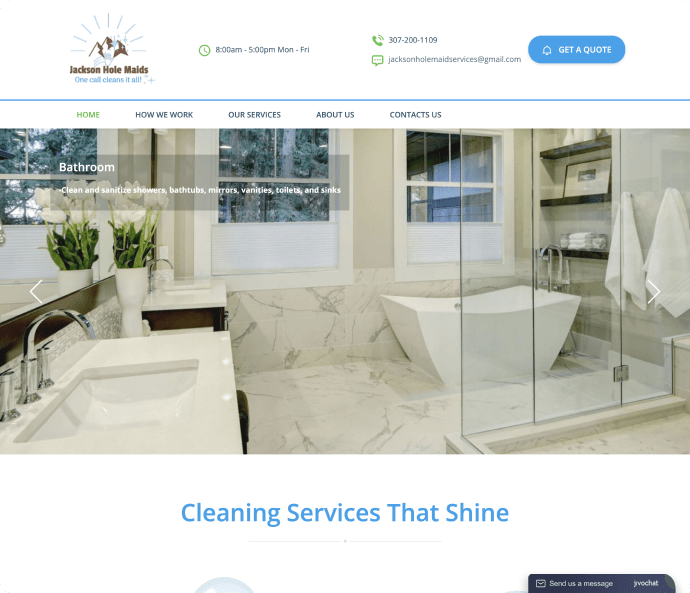 Jackson Hole Maids
One call cleans it all!
8:00am - 5:00pm Mon - Fri
307-200-1109
jacksonholemaidservices@gmail.com
GET A QUOTE
HOME HOW WE WORK OUR SERVICES ABOUT US CONTACTS US
Bathroom
-Clean and sanitize showers, bathtubs, mirrors, vanities, toilets, and sinks
Cleaning Services That Shine
Send us a message jivochat